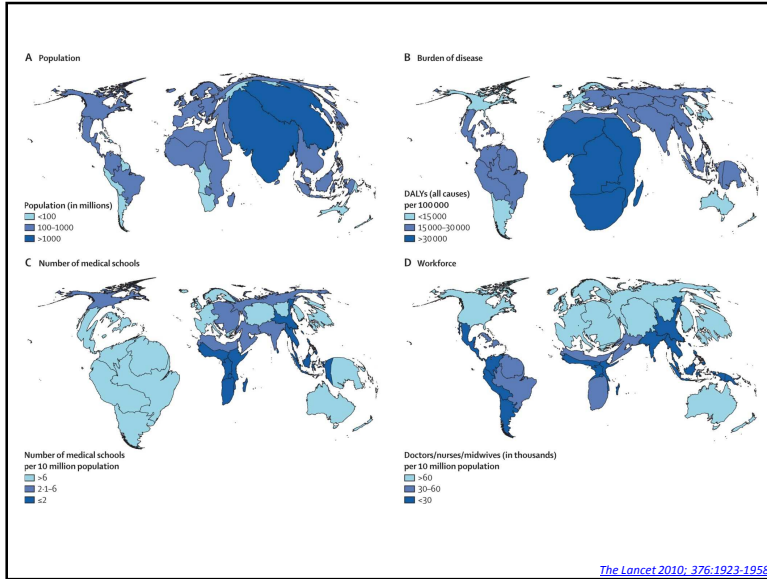 A Population
Population (in millions)
<100
100–1000
>1000
B Burden of disease
DALYs (all causes)
per 100 000
<15 000
15 000–30 000
>30 000
C Number of medical schools
Number of medical schools
per 10 million population
>6
2·1–6
≤2
D Workforce
Doctors/nurses/midwives (in thousands)
per 10 million population
>60
30–60
<30
The Lancet 2010; 376:1923-1958